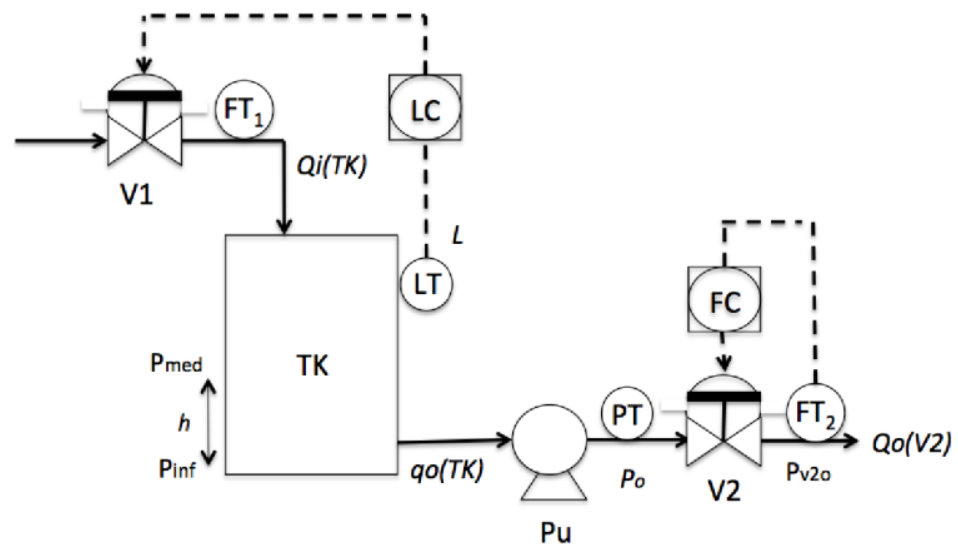 LC
FT1
Qi(TK)
V1
L
LT
FC
TK
Pmed
h
Pinf
PT
FT2
Qo(V2)
qo(TK)
Po
Pv2o
V2
Pu